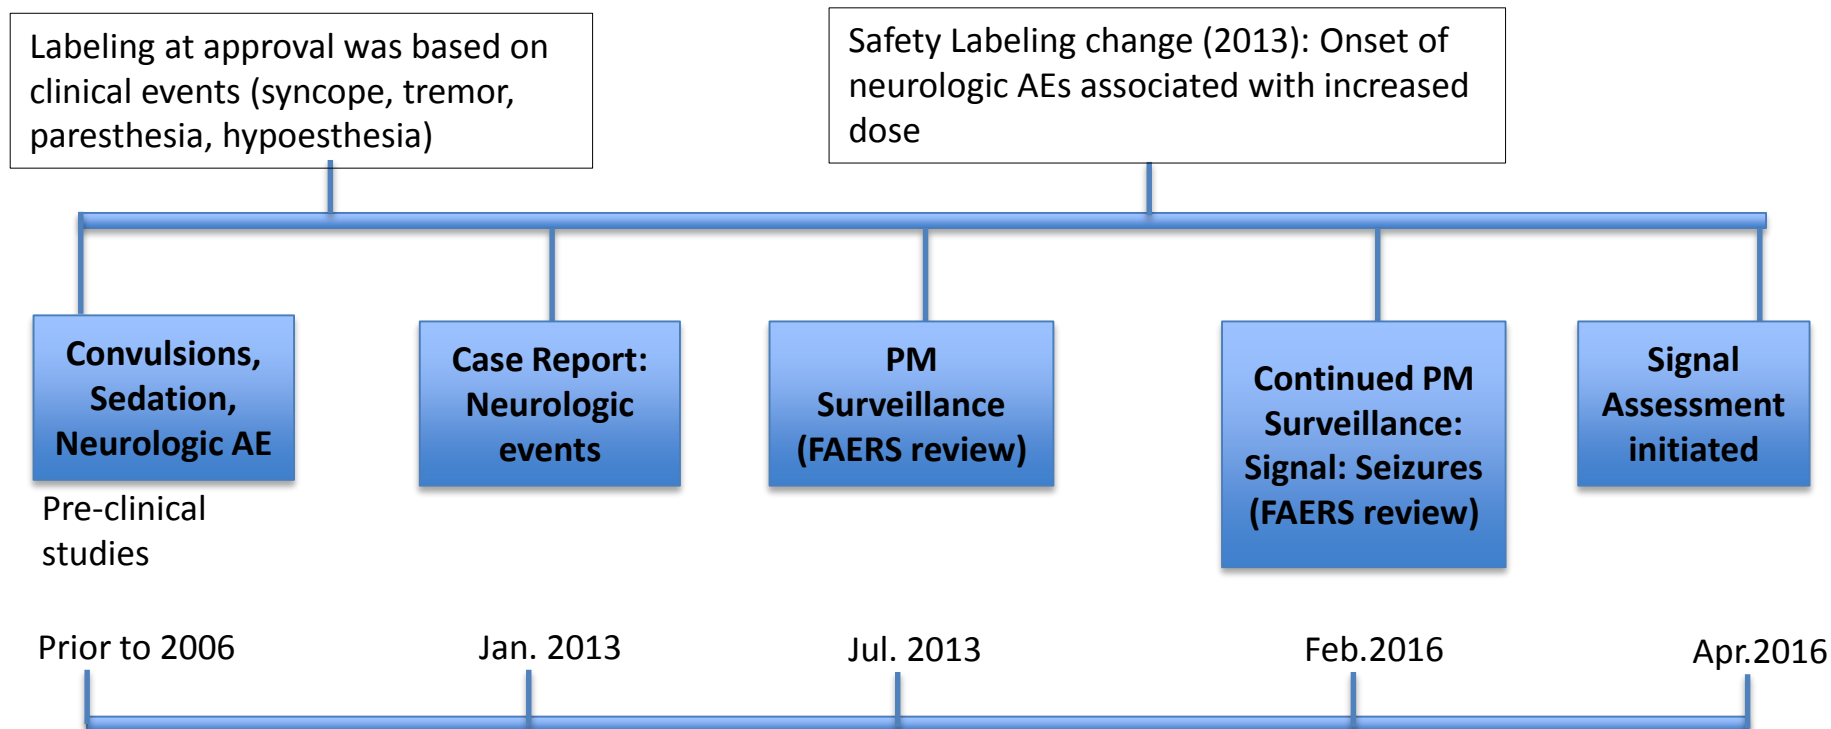 Labeling at approval was based on
clinical events (syncope, tremor,
paresthesia, hypoesthesia)
Safety Labeling change (2013): Onset of
neurologic AEs associated with increased
dose
Convulsions,
Sedation,
Neurologic AE
Pre-clinical
studies
Case Report:
Neurologic
events
PM
Surveillance
(FAERS review)
Continued PM
Surveillance:
Signal: Seizures
(FAERS review)
Signal
Assessment
initiated
Prior to 2006
Jan. 2013
Jul. 2013
Feb.2016
Apr.2016